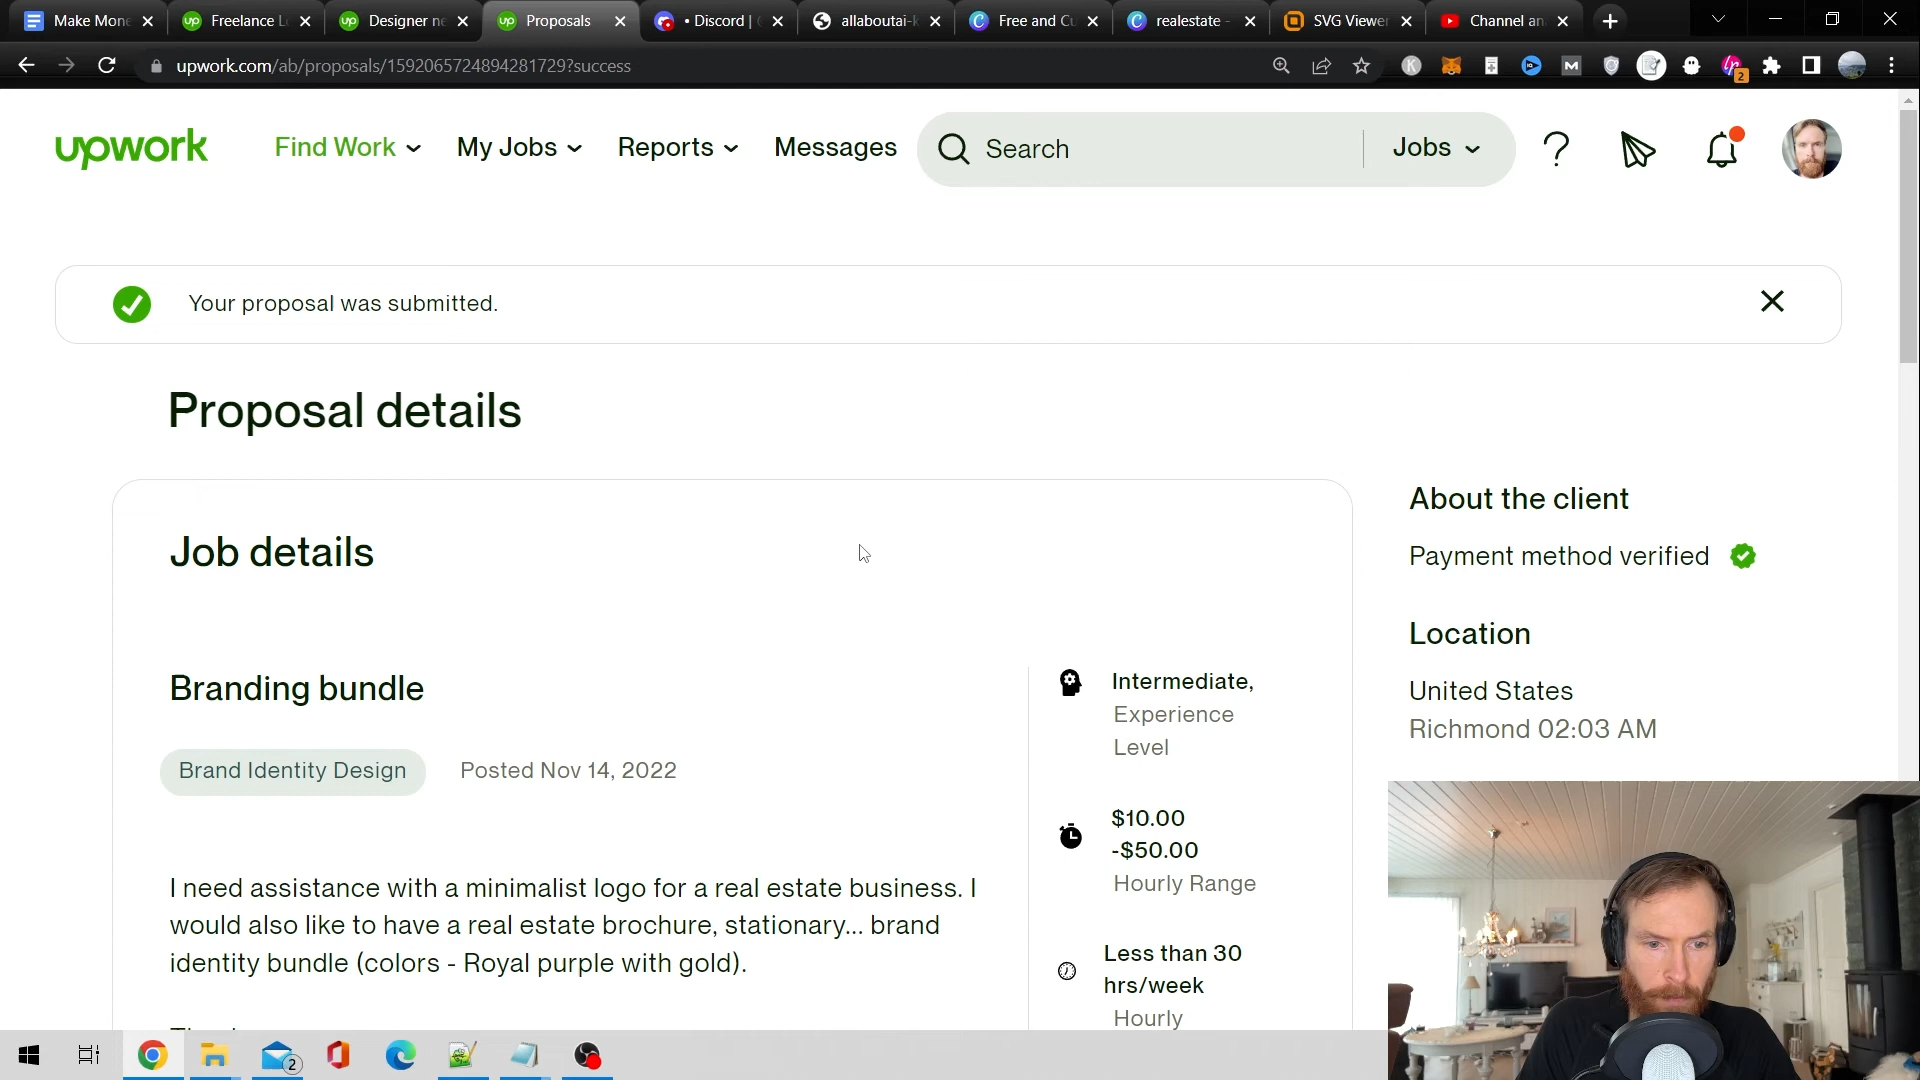 Make Mone
Freelance L
Designer ne
Proposals
• Discord |
allaboutai-k
Free and Cu
realestate -
SVG Viewer
Channel an
upwork.com/ab/proposals/1592065724894281729?success
2
upwork
Find Work
My Jobs
Reports
Messages
Search
Jobs
Your proposal was submitted.
Proposal details
Job details
Branding bundle
Brand Identity Design
Posted Nov 14, 2022
I need assistance with a minimalist logo for a real estate business. I
would also like to have a real estate brochure, stationary... brand
identity bundle (colors - Royal purple with gold).
Intermediate,
Experience
Level
$10.00
-$50.00
Hourly Range
Less than 30
hrs/week
Hourly
About the client
Payment method verified
Location
United States
Richmond 02:03 AM
2